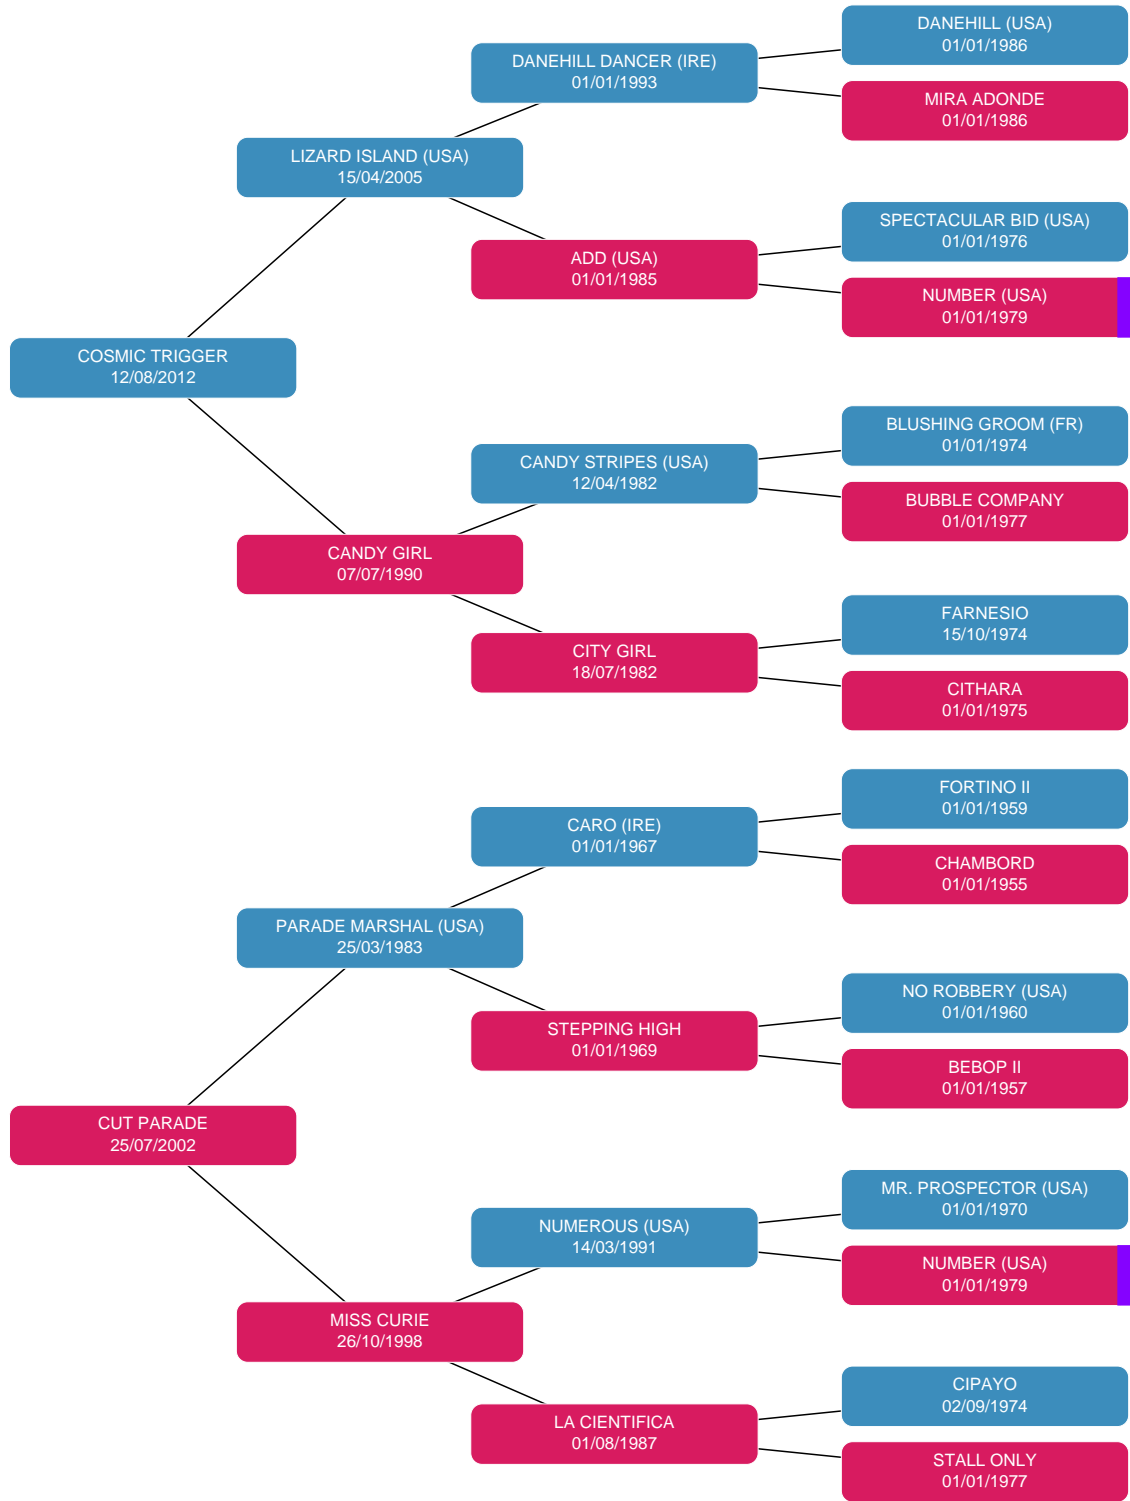 DANEHILL (USA)
01/01/1986
DANEHILL DANCER (IRE)
01/01/1993
MIRA ADONDE
01/01/1986
LIZARD ISLAND (USA)
15/04/2005
SPECTACULAR BID (USA)
01/01/1976
ADD (USA)
01/01/1985
NUMBER (USA)
01/01/1979
COSMIC TRIGGER
12/08/2012
BLUSHING GROOM (FR)
01/01/1974
CANDY STRIPES (USA)
12/04/1982
BUBBLE COMPANY
01/01/1977
CANDY GIRL
07/07/1990
FARNESIO
15/10/1974
CITY GIRL
18/07/1982
CITHARA
01/01/1975
FORTINO II
01/01/1959
CARO (IRE)
01/01/1967
CHAMBORD
01/01/1955
PARADE MARSHAL (USA)
25/03/1983
NO ROBBERY (USA)
01/01/1960
STEPPING HIGH
01/01/1969
BEBOP II
01/01/1957
CUT PARADE
25/07/2002
MR. PROSPECTOR (USA)
01/01/1970
NUMEROUS (USA)
14/03/1991
NUMBER (USA)
01/01/1979
MISS CURIE
26/10/1998
CIPAYO
02/09/1974
LA CIENTIFICA
01/08/1987
STALL ONLY
01/01/1977